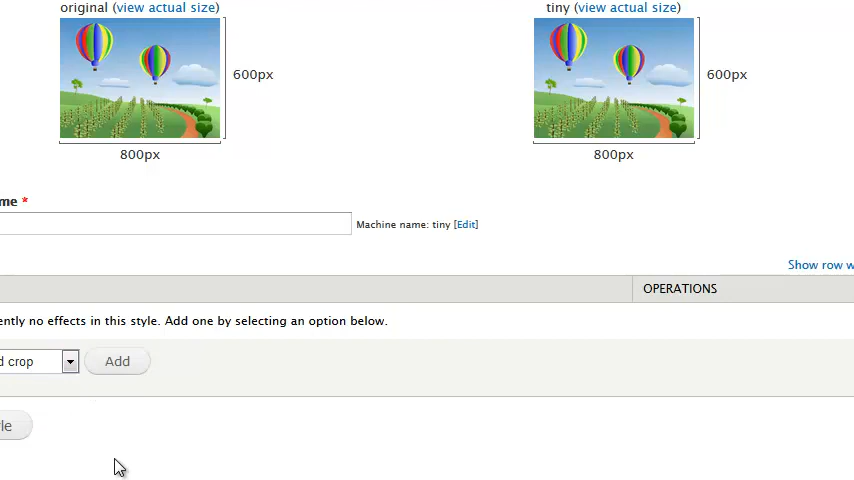 original (view actual size)
tiny (view actual size)
600px
600px
800px
800px
me *
Machine name: tiny [Edit]
Show row w
OPERATIONS
ently no effects in this style. Add one by selecting an option below.
d crop
Add
le